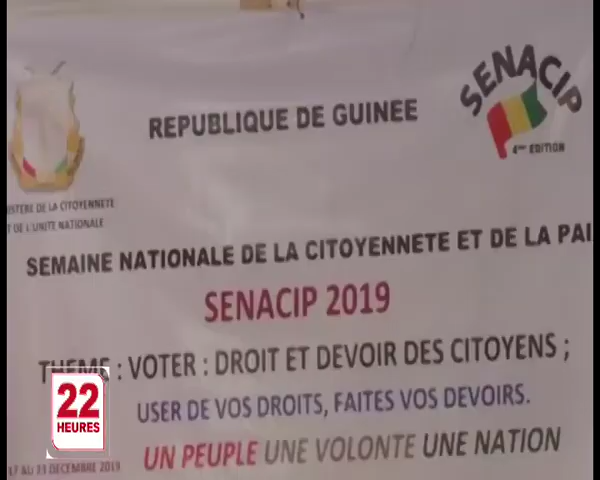 REPUBLIQUE DE GUINEE
SENACIP
4ème EDITION
DE LA CITOYENNETE
DE L'UNITE NATIONALE
SEMAINE NATIONALE DE LA CITOYENNETE ET DE LA PAI
SENACIP 2019
THEME : VOTER : DROIT ET DEVOIR DES CITOYENS ;
USER DE VOS DROITS, FAITES VOS DEVOIRS.
UN PEUPLE UNE VOLONTE UNE NATION
DECEMBRE 2019
22
HEURES